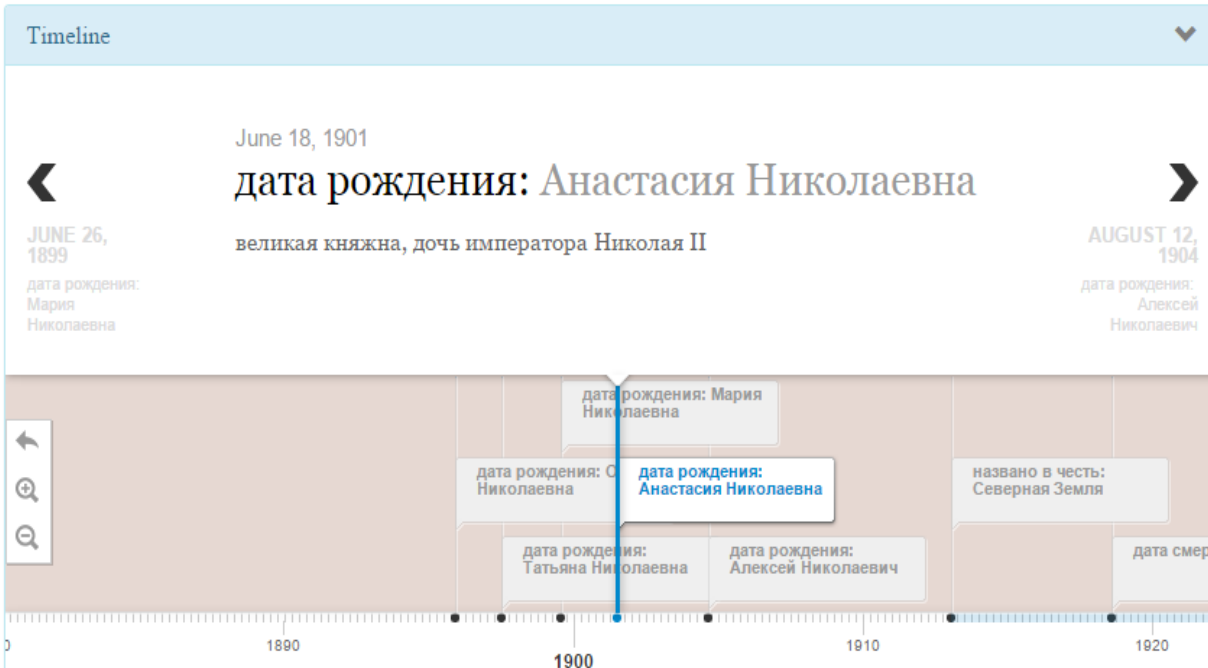 Timeline
June 18, 1901
дата рождения: Анастасия Николаевна
великая княжна, дочь императора Николая II
JUNE 26,
1899
дата рождения:
Мария
Николаевна
AUGUST 12,
1904
дата рождения:
Алексей
Николаевич
дата рождения: Мария
Николаевна
дата рождения: О
Николаевна
дата рождения:
Анастасия Николаевна
названо в честь:
Северная Земля
дата рождения:
Татьяна Николаевна
дата рождения:
Алексей Николаевич
дата смер
1890
1900
1910
1920